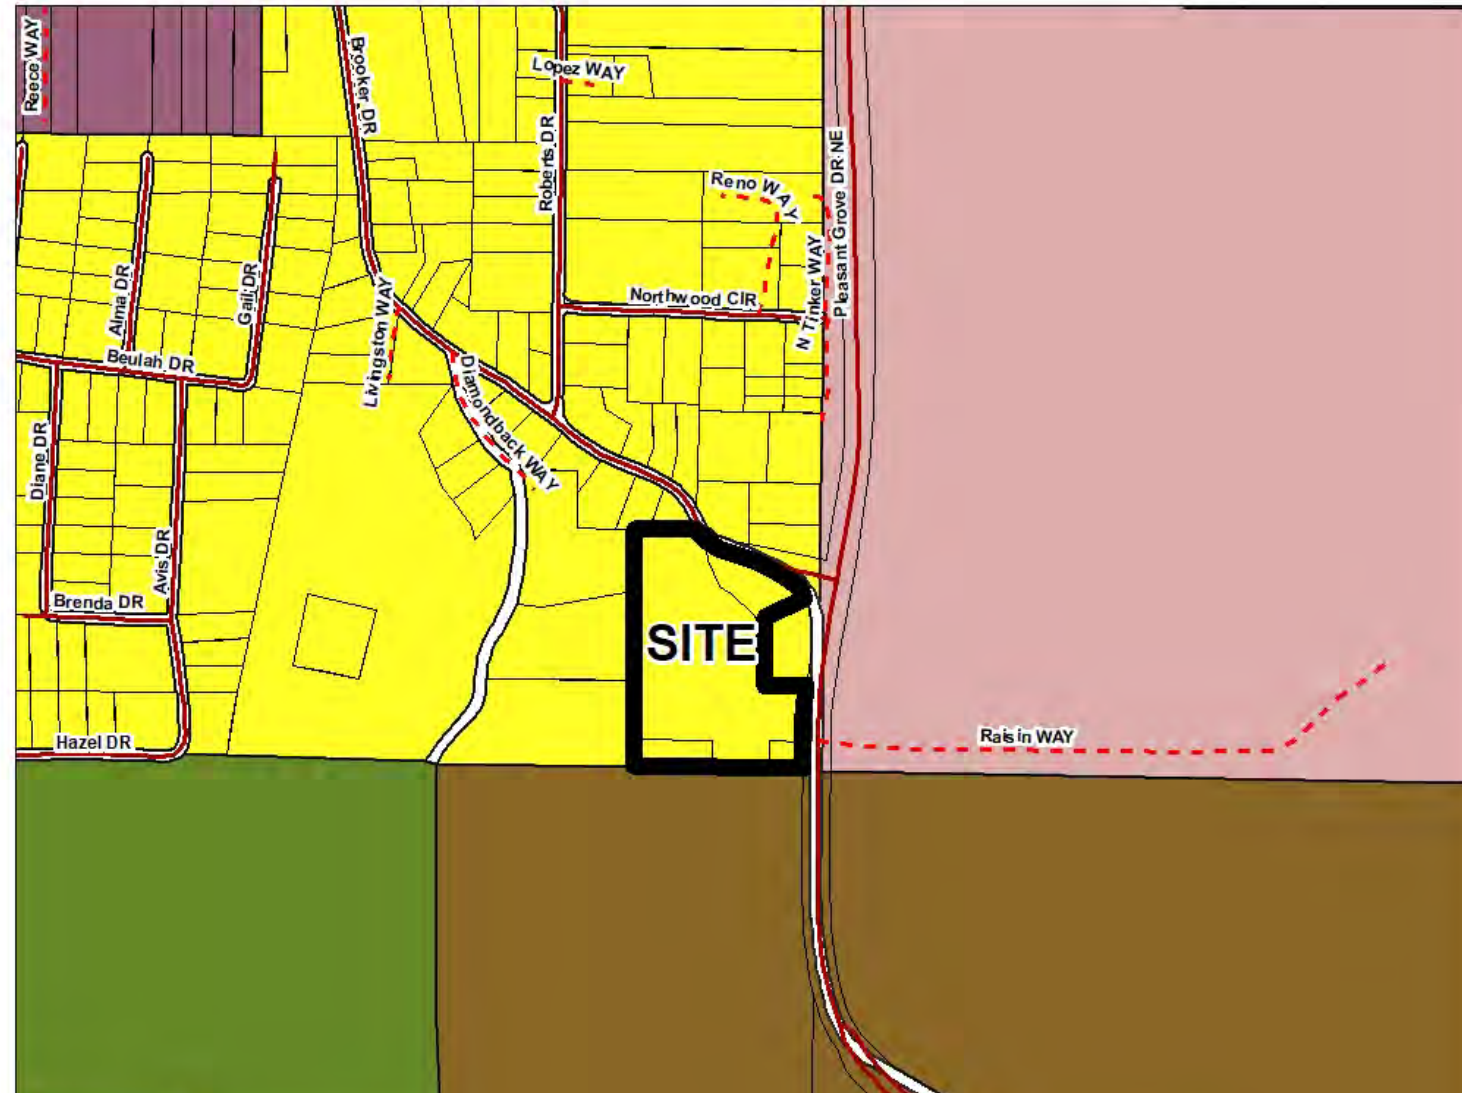 Reece WAY
Brooker DR
Lopez WAY
Roberts DR
Reno WAY
Pleasant Grove DR NE
N Tinker WAY
Northwood CIR
Alma DR
Gail DR
Livingston WAY
Beulah DR
Diamondback WAY
Diane DR
Avis DR
Brenda DR
SITE
Hazel DR
Raisin WAY